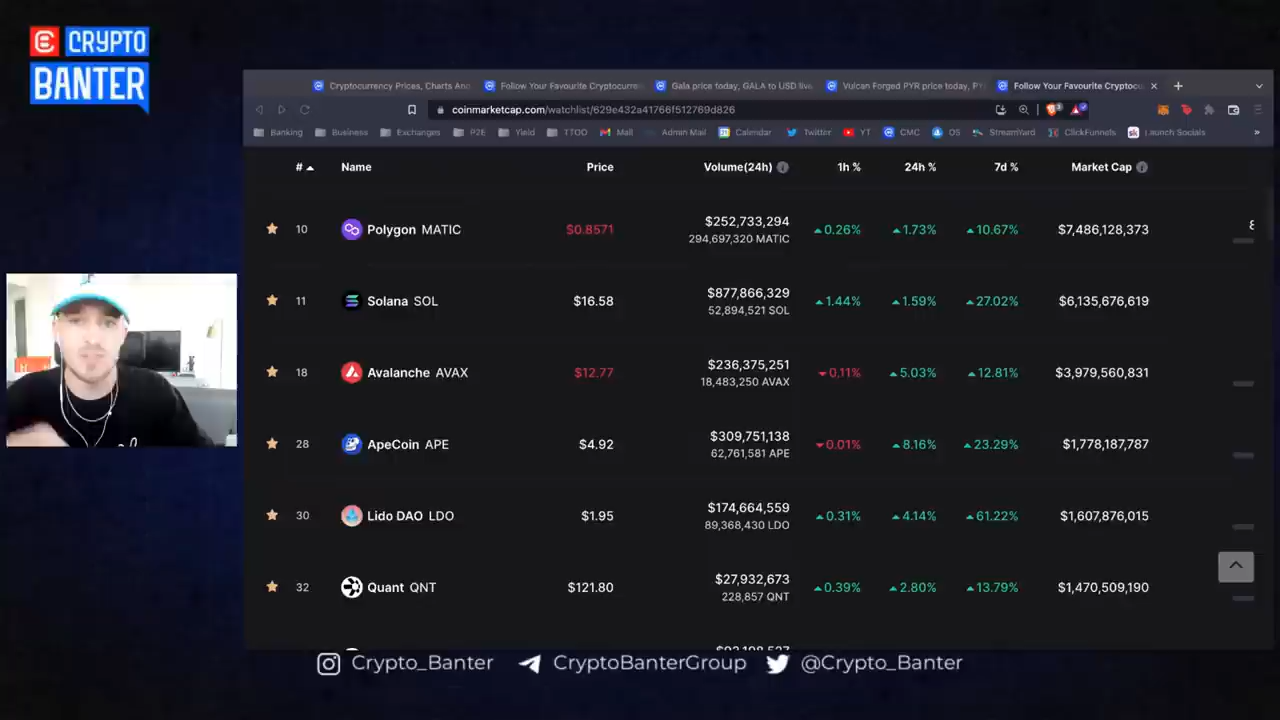 CRYPTO
BANTER
Cryptocurrency Prices, Charts And
Follow Your Favourite Cryptocurren
Gala price today, GALA to USD live,
Vulcan Forged PYR price today, PY
Follow Your Favourite Cryptocu
coinmarketcap.com/watchlist/629e432a41766f512769d826
Banking Business Exchanges P2E Yield TTOD Mail Admin Mail Calendar Twitter YT CMC OS StreamYard ClickFunnels Launch Socials »
# Name Price Volume(24h) 1h % 24h % 7d % Market Cap
$252,733,294
10 Polygon MATIC $0.8571 0.26% 1.73% 10.67% $7,486,128,373
294,697,320 MATIC
$877,866,329
11 Solana SOL $16.58 1.44% 1.59% 27.02% $6,135,676,619
52,894,521 SOL
$236,375,251
18 Avalanche AVAX $12.77 0.11% 5.03% 12.81% $3,979,560,831
18,483,250 AVAX
$309,751,138
28 ApeCoin APE $4.92 0.01% 8.16% 23.29% $1,778,187,787
62,761,581 APE
$174,664,559
30 Lido DAO LDO $1.95 0.31% 4.14% 61.22% $1,607,876,015
89,368,430 LDO
$27,932,673
32 Quant QNT $121.80 0.39% 2.80% 13.79% $1,470,509,190
228,857 QNT
Crypto_Banter CryptoBanterGroup @Crypto_Banter